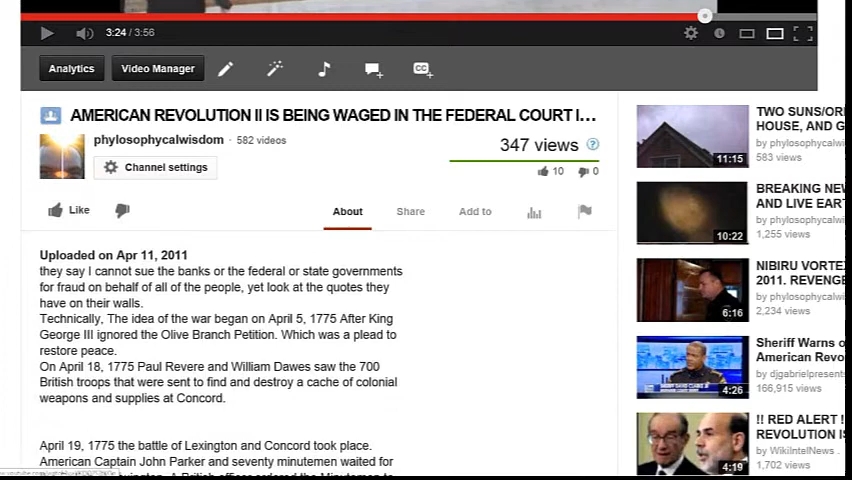 3:24 / 3:56
Analytics
Video Manager
CC
AMERICAN REVOLUTION II IS BEING WAGED IN THE FEDERAL COURT I...
phylosophycalwisdom · 582 videos
Channel settings
347 views ?
10 0
Like
About
Share
Add to
Uploaded on Apr 11, 2011
they say I cannot sue the banks or the federal or state governments
for fraud on behalf of all of the people, yet look at the quotes they
have on their walls.
Technically, The idea of the war began on April 5, 1775 After King
George III ignored the Olive Branch Petition. Which was a plead to
restore peace.
On April 18, 1775 Paul Revere and William Dawes saw the 700
British troops that were sent to find and destroy a cache of colonial
weapons and supplies at Concord.
April 19, 1775 the battle of Lexington and Concord took place.
American Captain John Parker and seventy minutemen waited for
TWO SUNS/OR
HOUSE, AND G
by phylosophycalwi
583 views
11:15
BREAKING NEW
AND LIVE EAR
by phylosophycalwi
1,255 views
10:22
NIBIRU VORTEX
2011. REVENGE
by phylosophycalwi
2,234 views
6:16
Sheriff Warns o
American Revo
by djgabrielpresents
166,915 views
4:26
!! RED ALERT !
REVOLUTION IS
by WikiIntelNews .
1,702 views
4:19